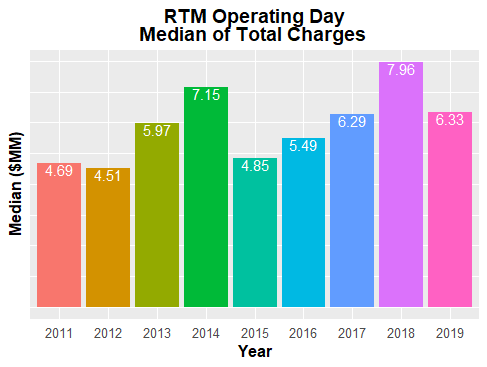 RTM Operating Day
Median of Total Charges
Median ($MM)
4.69
4.51
5.97
7.15
4.85
5.49
6.29
7.96
6.33
2011 2012 2013 2014 2015 2016 2017 2018 2019
Year